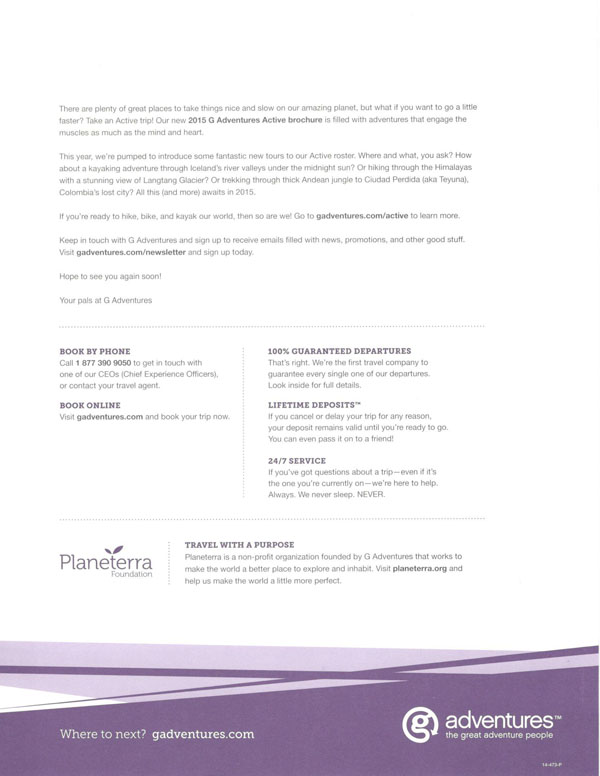 There are plenty of great places to take things nice and slow on our amazing planet, but what if you want to go a little
faster? Take an Active trip! Our new 2015 G Adventures Active brochure is filled with adventures that engage the
muscles as much as the mind and heart.
This year, we're pumped to introduce some fantastic new tours to our Active roster. Where and what, you ask? How
about a kayaking adventure through Iceland's river valleys under the midnight sun? Or hiking through the Himalayas
with a stunning view of Langtang Glacier? Or trekking through thick Andean jungle to Ciudad Perdida (aka Teyuna),
Colombia's lost city? All this (and more) awaits in 2015.
If you're ready to hike, bike, and kayak our world, then so are we! Go to gadventures.com/active to learn more.
Keep in touch with G Adventures and sign up to receive emails filled with news, promotions, and other good stuff.
Visit gadventures.com/newsletter and sign up today.
Hope to see you again soon!
Your pals at G Adventures
BOOK BY PHONE
Call 1 877 390 9050 to get in touch with
one of our CEOs (Chief Experience Officers),
or contact your travel agent.
BOOK ONLINE
Visit gadventures.com and book your trip now.
100% GUARANTEED DEPARTURES
That's right. We're the first travel company to
guarantee every single one of our departures.
Look inside for full details.
LIFETIME DEPOSITS™
If you cancel or delay your trip for any reason,
your deposit remains valid until you're ready to go.
You can even pass it on to a friend!
24/7 SERVICE
If you've got questions about a trip—even if it's
the one you're currently on—we're here to help.
Always. We never sleep. NEVER.
Planeterra
Foundation
TRAVEL WITH A PURPOSE
Planeterra is a non-profit organization founded by G Adventures that works to
make the world a better place to explore and inhabit. Visit planeterra.org and
help us make the world a little more perfect.
Where to next? gadventures.com
g adventures™
the great adventure people
14-473-P